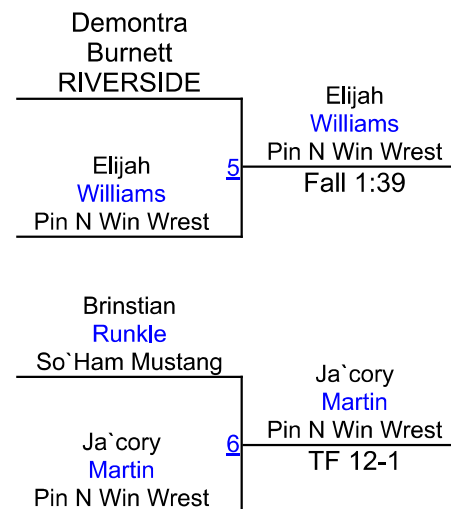 Demontra
Burnett
RIVERSIDE
Elijah
Williams
Pin N Win Wrest
5
Elijah
Williams
Pin N Win Wrest
Fall 1:39
Brinstian
Runkle
So`Ham Mustang
Ja`cory
Martin
Pin N Win Wrest
6
Ja`cory
Martin
Pin N Win Wrest
TF 12-1